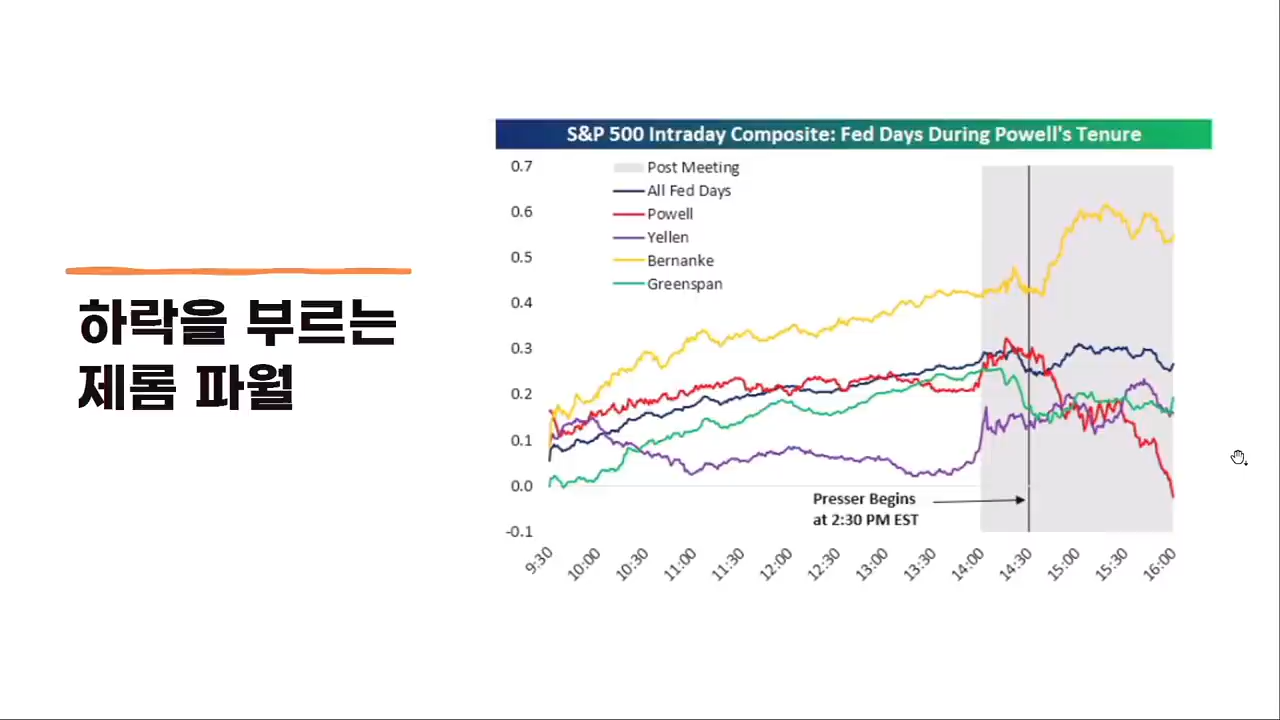 하락을 부르는
제롬 파월
S&P 500 Intraday Composite: Fed Days During Powell's Tenure
0.7
0.6
0.5
0.4
0.3
0.2
0.1
0.0
-0.1
Post Meeting
All Fed Days
Powell
Yellen
Bernanke
Greenspan
Presser Begins
at 2:30 PM EST
9:30
10:00
10:30
11:00
11:30
12:00
12:30
13:00
13:30
14:00
14:30
15:00
15:30
16:00